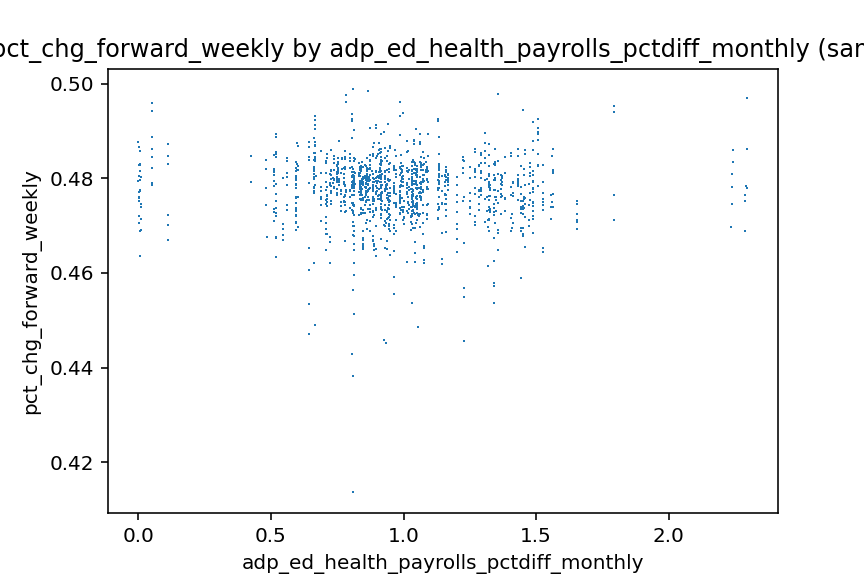 pct_chg_forward_weekly by adp_ed_health_payrolls_pctdiff_monthly (sam
0.50
0.48
0.46
0.44
0.42
pct_chg_forward_weekly
0.0 0.5 1.0 1.5 2.0
adp_ed_health_payrolls_pctdiff_monthly